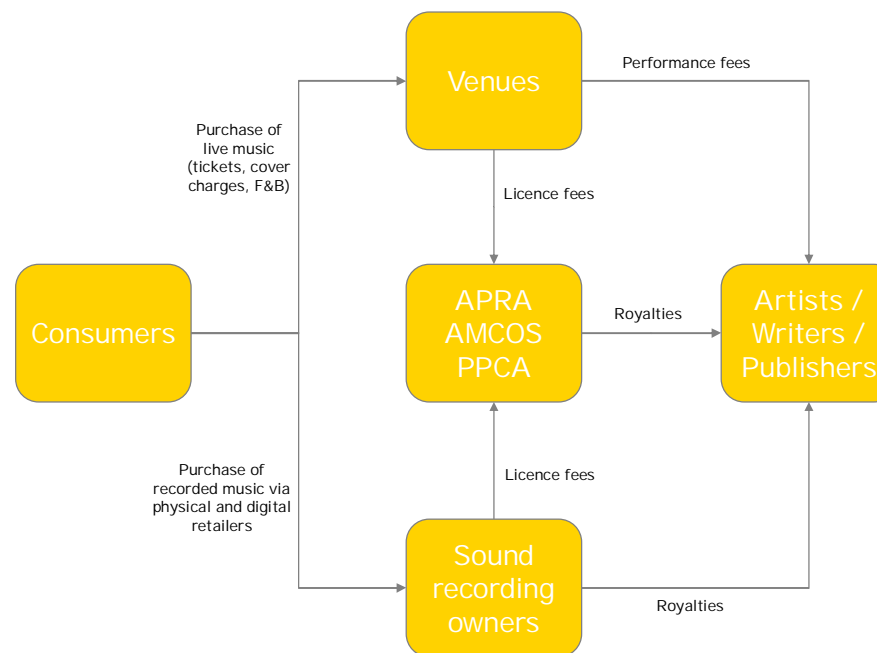 Venues
Performance fees
Purchase of
live music
(tickets, cover
charges, F&B)
Licence fees
Consumers
APRA
AMCOS
PPCA
Royalties
Artists /
Writers /
Publishers
Purchase of
recorded music via
physical and digital
retailers
Licence fees
Sound
recording
owners
Royalties